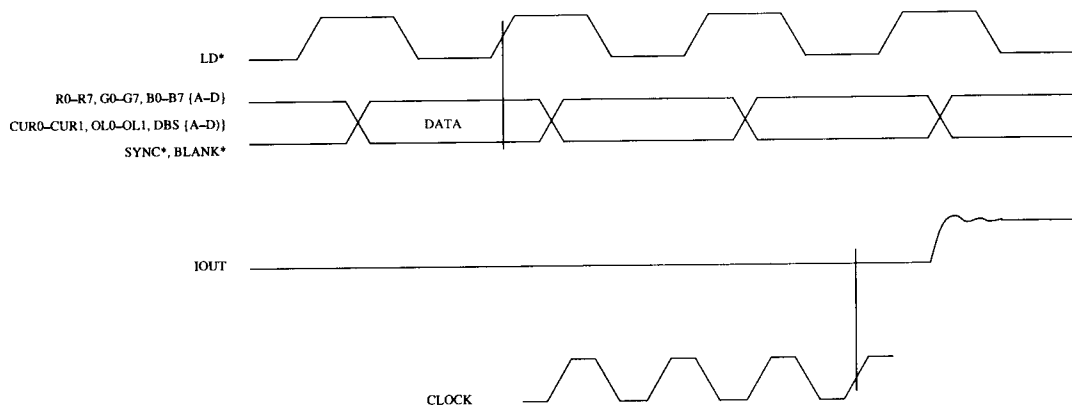 LD*
R0–R7, G0–G7, B0–B7 {A–D}
CUR0–CUR1, OL0–OL1, DBS {A–D)}
DATA
SYNC*, BLANK*
IOUT
CLOCK